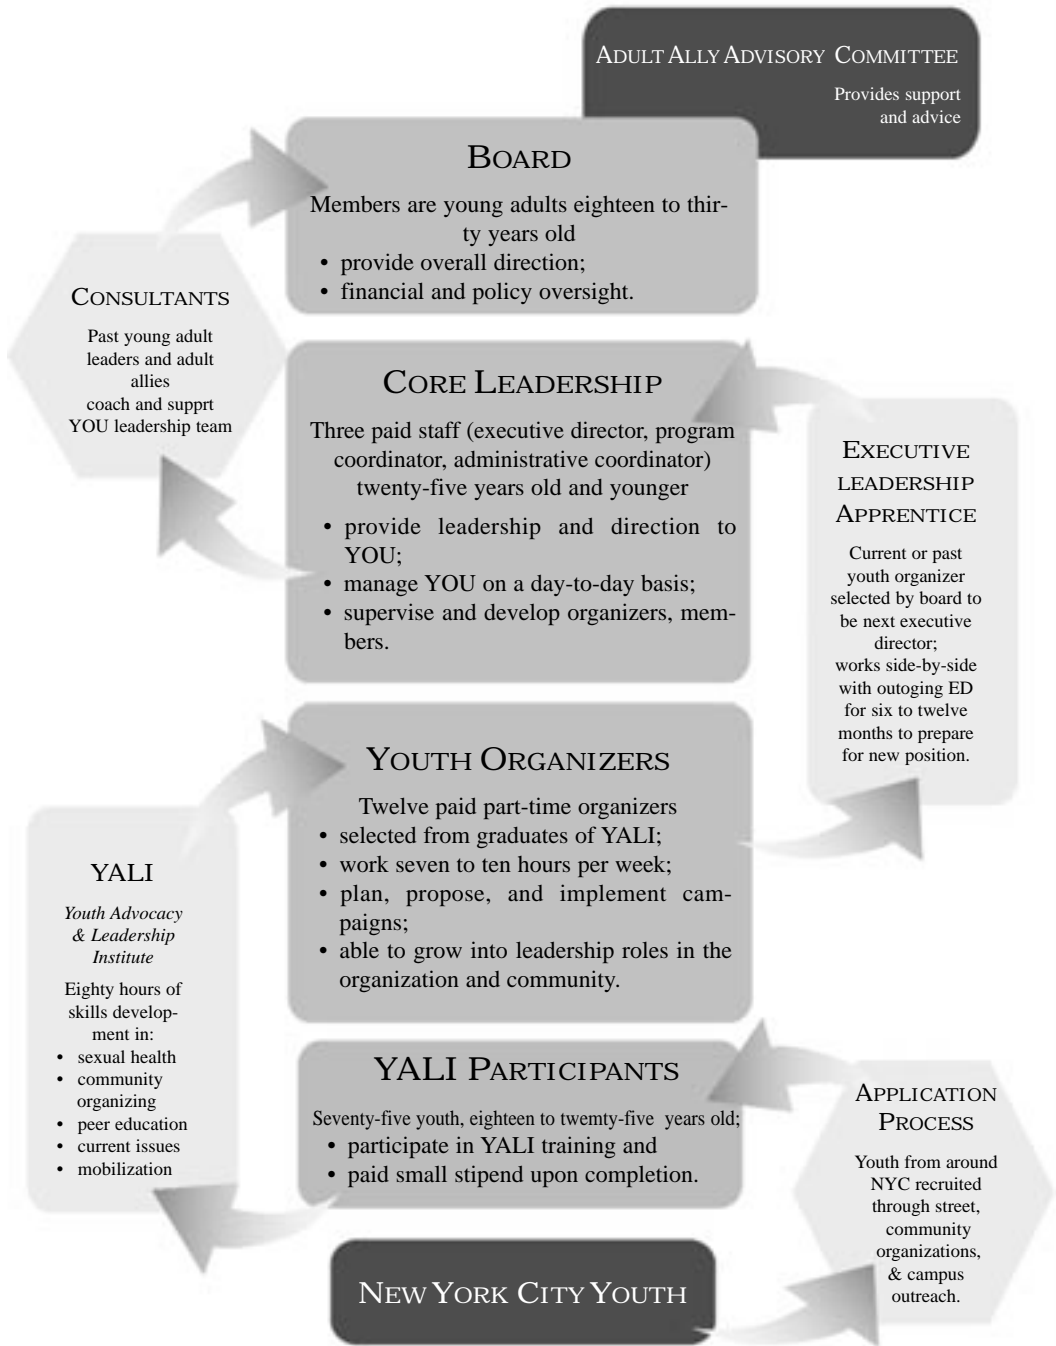 ADULT ALLY ADVISORY COMMITTEE
Provides support
and advice
BOARD
Members are young adults eighteen to thir-
ty years old
• provide overall direction;
• financial and policy oversight.
CONSULTANTS
Past young adult
leaders and adult
allies
coach and supprt
YOU leadership team
CORE LEADERSHIP
Three paid staff (executive director, program
coordinator, administrative coordinator)
twenty-five years old and younger
• provide leadership and direction to
YOU;
• manage YOU on a day-to-day basis;
• supervise and develop organizers, mem-
bers.
EXECUTIVE
LEADERSHIP
APPRENTICE
Current or past
youth organizer
selected by board to
be next executive
director;
works side-by-side
with outoging ED
for six to twelve
months to prepare
for new position.
YOUTH ORGANIZERS
Twelve paid part-time organizers
• selected from graduates of YALI;
• work seven to ten hours per week;
• plan, propose, and implement cam-
paigns;
• able to grow into leadership roles in the
organization and community.
YALI
Youth Advocacy
& Leadership
Institute
Eighty hours of
skills develop-
ment in:
• sexual health
• community
organizing
• peer education
• current issues
• mobilization
YALI PARTICIPANTS
Seventy-five youth, eighteen to twemty-five years old;
• participate in YALI training and
• paid small stipend upon completion.
APPLICATION
PROCESS
Youth from around
NYC recruited
through street,
community
organizations,
& campus
outreach.
NEW YORK CITY YOUTH